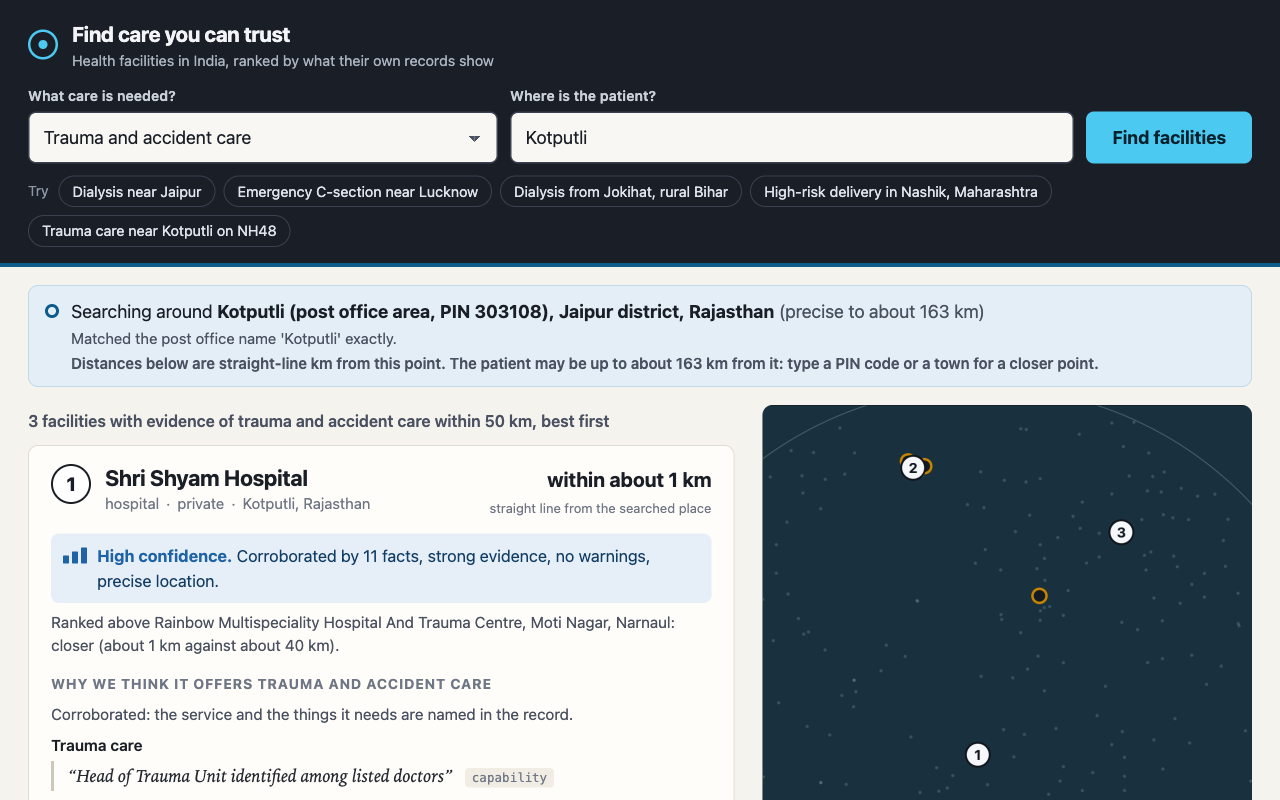 Find care you can trust
Health facilities in India, ranked by what their own records show
What care is needed?
Where is the patient?
Trauma and accident care
Kotputli
Find facilities
Try
Dialysis near Jaipur
Emergency C-section near Lucknow
Dialysis from Jokihat, rural Bihar
High-risk delivery in Nashik, Maharashtra
Trauma care near Kotputli on NH48
Searching around Kotputli (post office area, PIN 303108), Jaipur district, Rajasthan (precise to about 163 km)
Matched the post office name 'Kotputli' exactly.
Distances below are straight-line km from this point. The patient may be up to about 163 km from it: type a PIN code or a town for a closer point.
3 facilities with evidence of trauma and accident care within 50 km, best first
1
Shri Shyam Hospital
within about 1 km
hospital · private · Kotputli, Rajasthan
straight line from the searched place
High confidence. Corroborated by 11 facts, strong evidence, no warnings,
precise location.
Ranked above Rainbow Multispeciality Hospital And Trauma Centre, Moti Nagar, Narnaul:
closer (about 1 km against about 40 km).
WHY WE THINK IT OFFERS TRAUMA AND ACCIDENT CARE
Corroborated: the service and the things it needs are named in the record.
Trauma care
“Head of Trauma Unit identified among listed doctors” capability
2
3
1